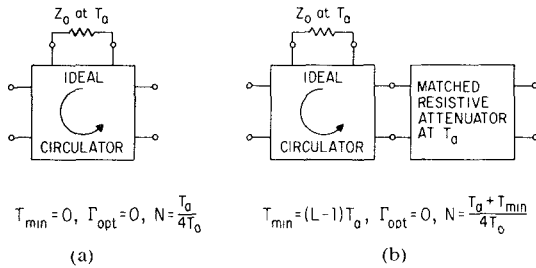 Z₀ at Tₐ
IDEAL
CIRCULATOR
T_min = 0, Γ_opt = 0, N = Tₐ/4T₀
(a)
Z₀ at Tₐ
IDEAL
CIRCULATOR
MATCHED
RESISTIVE
ATTENUATOR
AT Tₐ
T_min = (L-1)Tₐ, Γ_opt = 0, N = (Tₐ + T_min)/4T₀
(b)